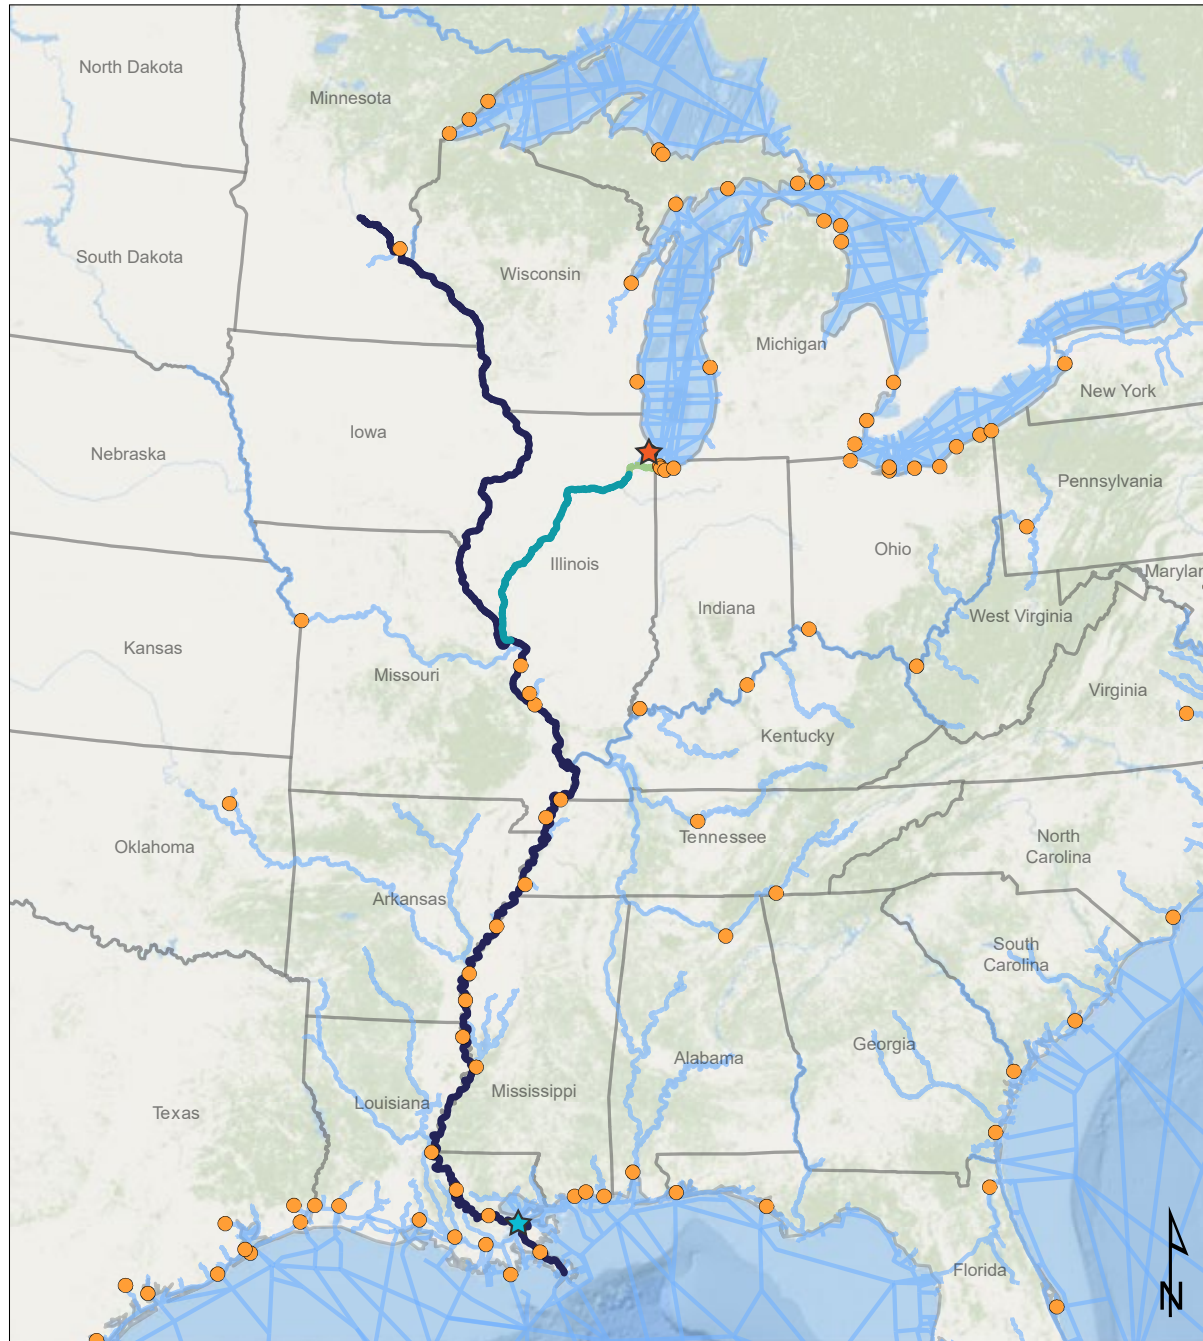 North Dakota
Minnesota
South Dakota
Wisconsin
Michigan
New York
Iowa
Nebraska
Pennsylvania
Ohio
Illinois
Marylar
Indiana
West Virginia
Kansas
Missouri
Virginia
Kentucky
Tennessee
North
Carolina
Oklahoma
Arkansas
South
Carolina
Georgia
Alabama
Mississippi
Louisiana
Texas
Florida
N